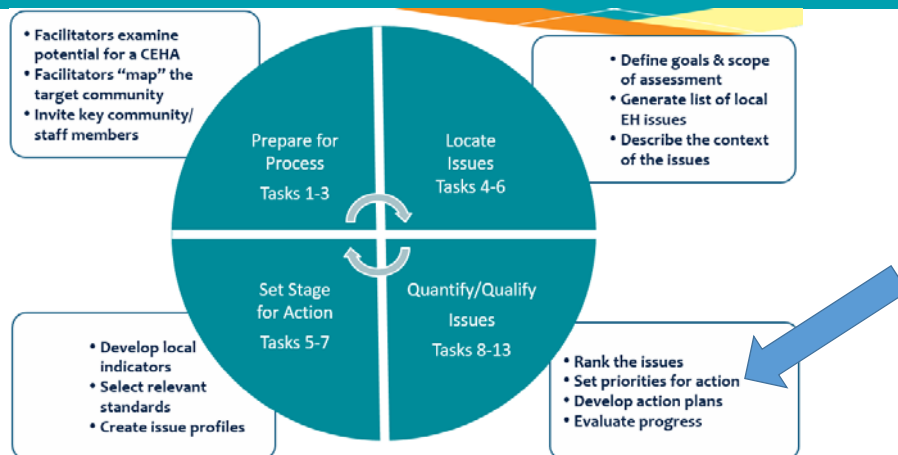 • Facilitators examine
potential for a CEHA
• Facilitators “map” the
target community
• Invite key community/
staff members
• Define goals & scope
of assessment
• Generate list of local
EH issues
• Describe the context
of the issues
Prepare for
Process
Tasks 1-3
Locate
Issues
Tasks 4-6
Set Stage
for Action
Tasks 5-7
Quantify/Qualify
Issues
Tasks 8-13
• Develop local
indicators
• Select relevant
standards
• Create issue profiles
• Rank the issues
• Set priorities for action
• Develop action plans
• Evaluate progress